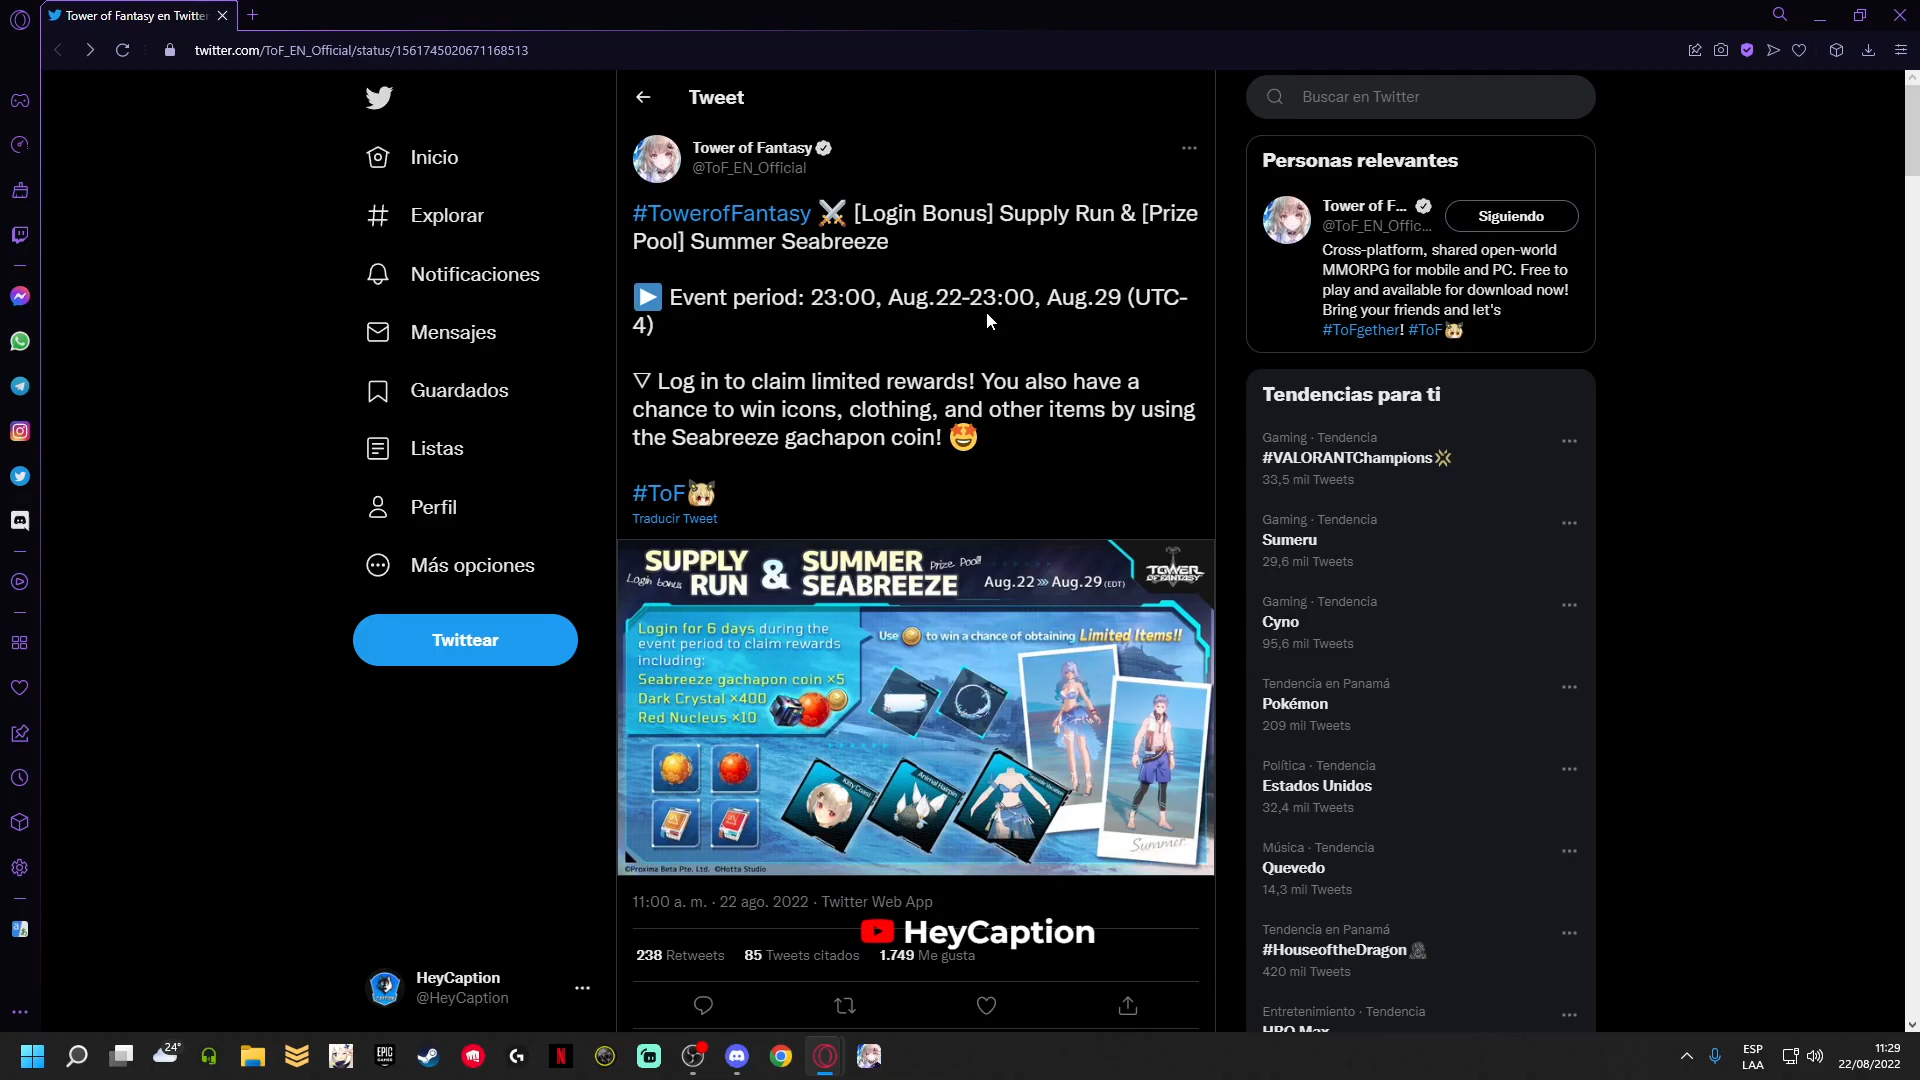 Tower of Fantasy en Twitte
twitter.com/ToF_EN_Official/status/1561745020671168513
Inicio
Explorar
Notificaciones
Mensajes
Guardados
Listas
Perfil
Más opciones
Twittear
HeyCaption
@HeyCaption
Tweet
Tower of Fantasy
@ToF_EN_Official
#TowerofFantasy ⚔️ [Login Bonus] Supply Run & [Prize
Pool] Summer Seabreeze
▶️ Event period: 23:00, Aug.22-23:00, Aug.29 (UTC-
4)
▽ Log in to claim limited rewards! You also have a
chance to win icons, clothing, and other items by using
the Seabreeze gachapon coin! 🤩
#ToF
Traducir Tweet
SUPPLY RUN
Login bonus
&
SUMMER SEABREEZE
Prize Pool!
Aug.22 » Aug.29 (EDT)
TOWER OF FANTASY
Login for 6 days during the
event period to claim rewards
including:
Seabreeze gachapon coin ×5
Dark Crystal ×400
Red Nucleus ×10
Use to win a chance of obtaining Limited Items!!
Kitty Coast
Animal Hairpin
Summer
©Proxima Beta Pte. Ltd. ©Hotta Studio
11:00 a. m. · 22 ago. 2022 · Twitter Web App
HeyCaption
238 Retweets 85 Tweets citados 1.749 Me gusta
Buscar en Twitter
Personas relevantes
Tower of F...
@ToF_EN_Offic...
Siguiendo
Cross-platform, shared open-world
MMORPG for mobile and PC. Free to
play and available for download now!
Bring your friends and let's
#ToFgether! #ToF
Tendencias para ti
Gaming · Tendencia
#VALORANTChampions
33,5 mil Tweets
Gaming · Tendencia
Sumeru
29,6 mil Tweets
Gaming · Tendencia
Cyno
95,6 mil Tweets
Tendencia en Panamá
Pokémon
209 mil Tweets
Política · Tendencia
Estados Unidos
32,4 mil Tweets
Música · Tendencia
Quevedo
14,3 mil Tweets
Tendencia en Panamá
#HouseoftheDragon
420 mil Tweets
Entretenimiento · Tendencia
HBO Max
24°
EPIC GAMES
ESP
LAA
11:29
22/08/2022